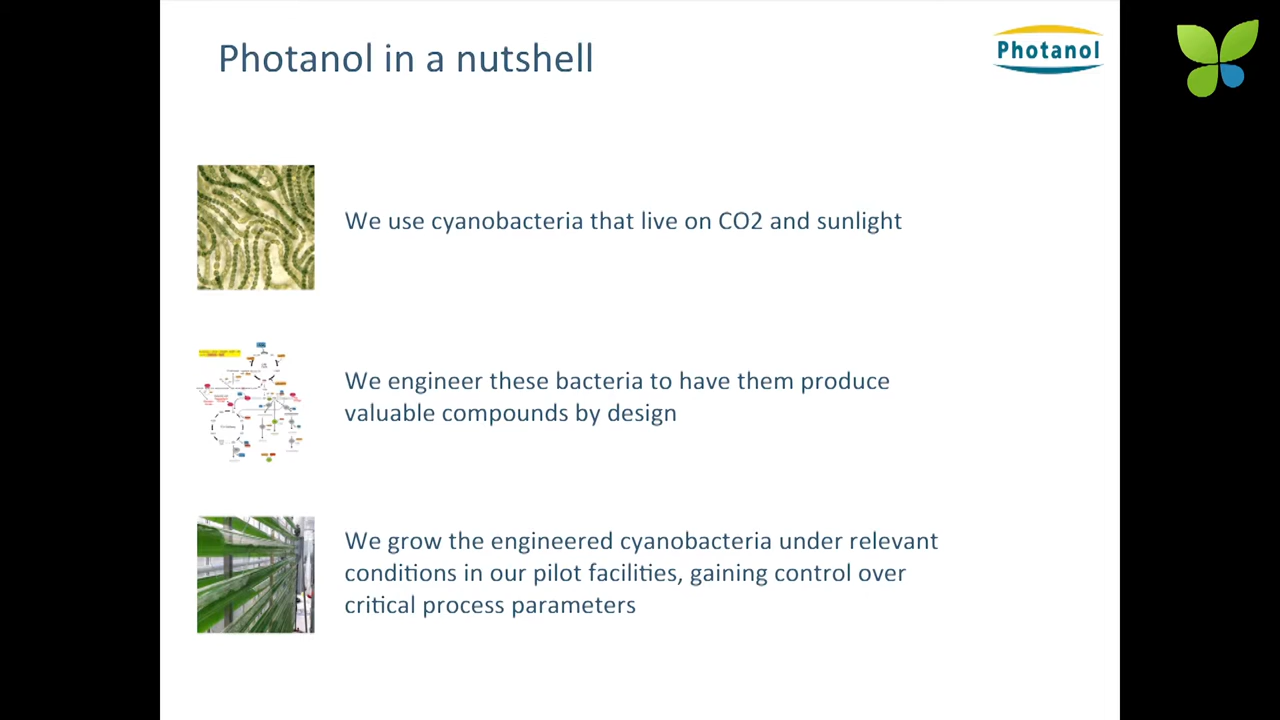 Photanol in a nutshell
Photanol
We use cyanobacteria that live on CO2 and sunlight
We engineer these bacteria to have them produce
valuable compounds by design
We grow the engineered cyanobacteria under relevant
conditions in our pilot facilities, gaining control over
critical process parameters